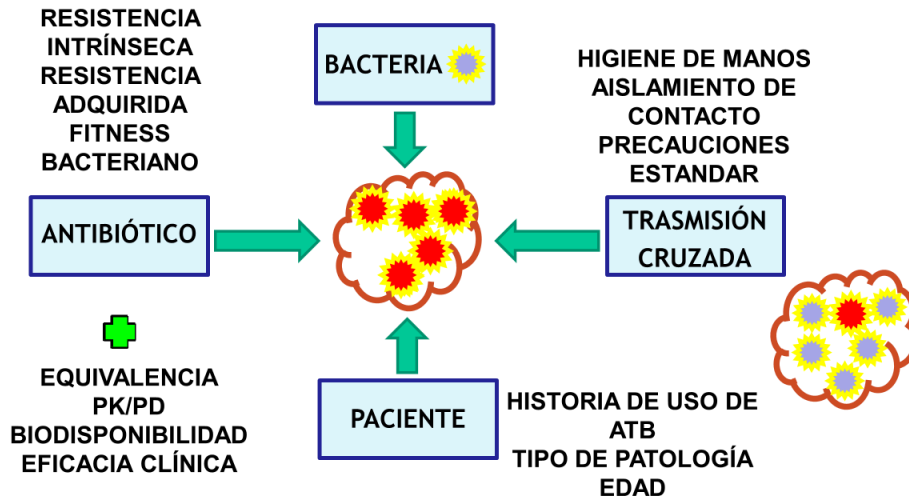 RESISTENCIA
INTRÍNSECA
RESISTENCIA
ADQUIRIDA
FITNESS
BACTERIANO
BACTERIA
HIGIENE DE MANOS
AISLAMIENTO DE
CONTACTO
PRECAUCIONES
ESTANDAR
ANTIBIÓTICO
TRASMISIÓN
CRUZADA
EQUIVALENCIA
PK/PD
BIODISPONIBILIDAD
EFICACIA CLÍNICA
PACIENTE
HISTORIA DE USO DE
ATB
TIPO DE PATOLOGÍA
EDAD